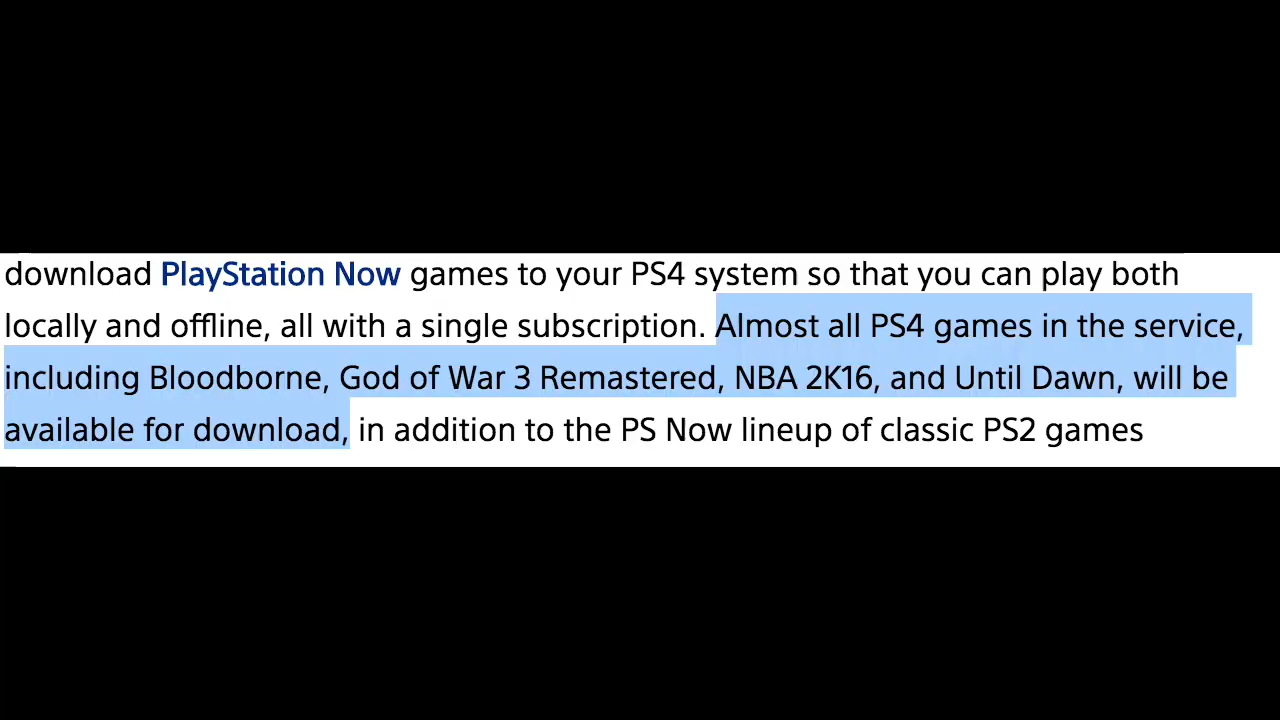 download PlayStation Now games to your PS4 system so that you can play both
locally and offline, all with a single subscription. Almost all PS4 games in the service,
including Bloodborne, God of War 3 Remastered, NBA 2K16, and Until Dawn, will be
available for download, in addition to the PS Now lineup of classic PS2 games